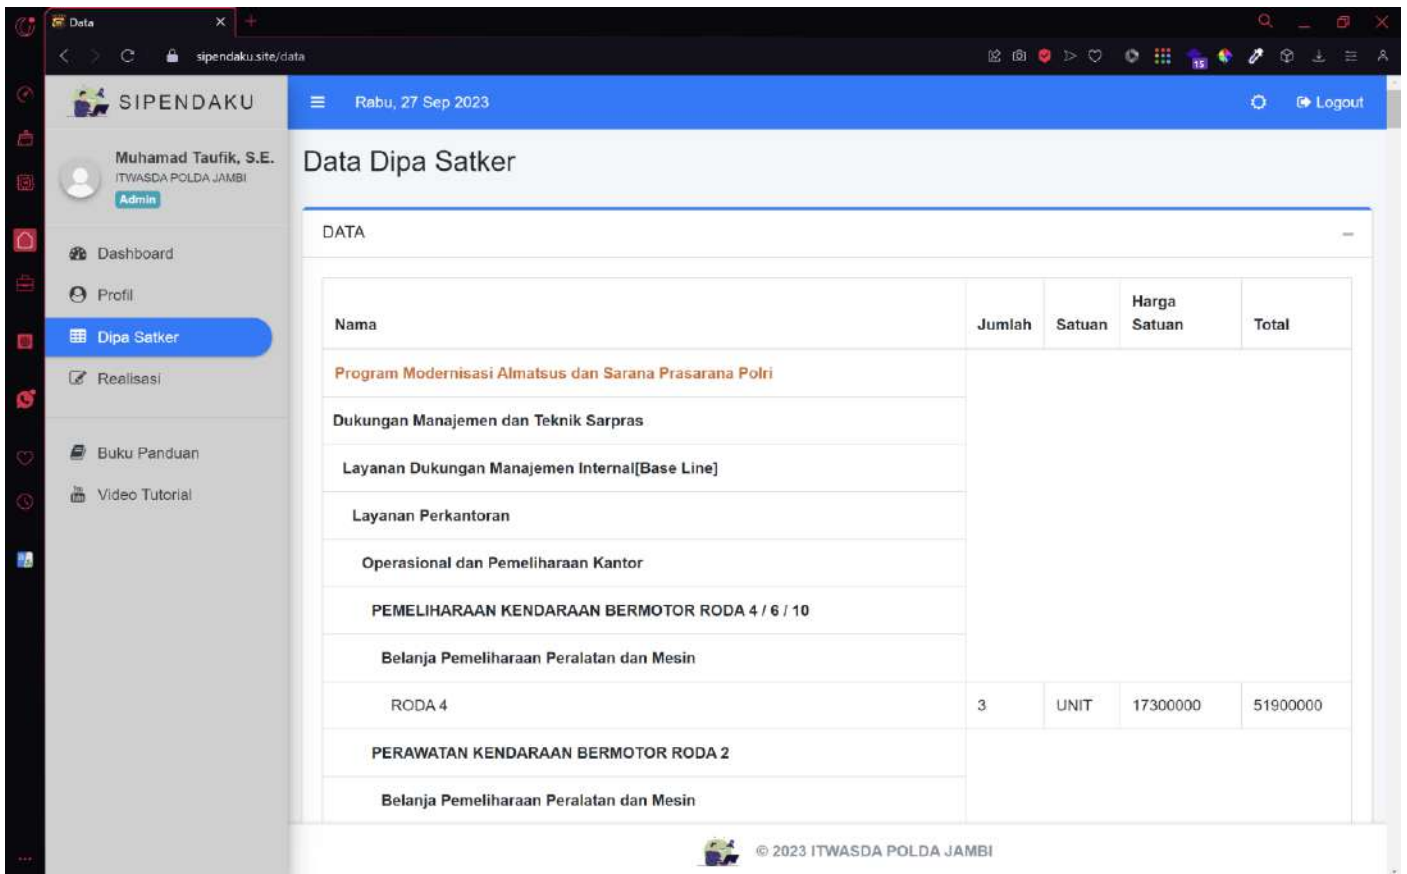 Data
sipendaku.site/data
15
SIPENDAKU
Rabu, 27 Sep 2023
Logout
Muhamad Taufik, S.E.
ITWASDA POLDA JAMBI
Admin
Dashboard
Profil
Dipa Satker
Realisasi
Buku Panduan
Video Tutorial
Data Dipa Satker
DATA
Nama Jumlah Satuan Harga Satuan Total
Program Modernisasi Almatsus dan Sarana Prasarana Polri
Dukungan Manajemen dan Teknik Sarpras
Layanan Dukungan Manajemen Internal[Base Line]
Layanan Perkantoran
Operasional dan Pemeliharaan Kantor
PEMELIHARAAN KENDARAAN BERMOTOR RODA 4 / 6 / 10
Belanja Pemeliharaan Peralatan dan Mesin
RODA 4 3 UNIT 17300000 51900000
PERAWATAN KENDARAAN BERMOTOR RODA 2
Belanja Pemeliharaan Peralatan dan Mesin
© 2023 ITWASDA POLDA JAMBI